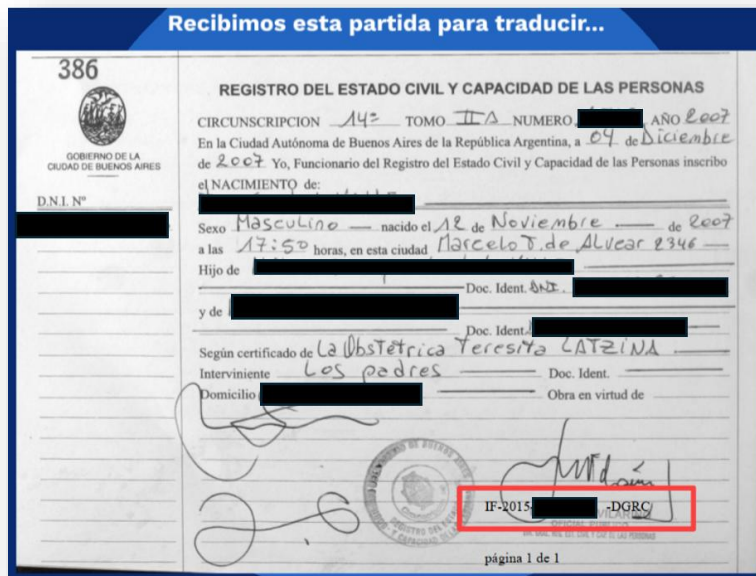 Recibimos esta partida para traducir...
386
GOBIERNO DE LA
CIUDAD DE BUENOS AIRES
D.N.I. Nº
REGISTRO DEL ESTADO CIVIL Y CAPACIDAD DE LAS PERSONAS
CIRCUNSCRIPCION 14ª TOMO II A NUMERO AÑO 2007
En la Ciudad Autónoma de Buenos Aires de la República Argentina, a 04 de Diciembre
de 2007 Yo, Funcionario del Registro del Estado Civil y Capacidad de las Personas inscribo
el NACIMIENTO de:
Sexo Masculino nacido el 12 de Noviembre de 2007
a las 17:50 horas, en esta ciudad Marcelo T. de Alvear 2346
Hijo de
Doc. Ident. DNI.
y de
Doc. Ident.
Según certificado de La Obstétrica Teresita LATZINA
Interviniente Los padres Doc. Ident.
Domicilio Obra en virtud de
IF-2015- -DGRC
OFICIAL PUBLICO
página 1 de 1